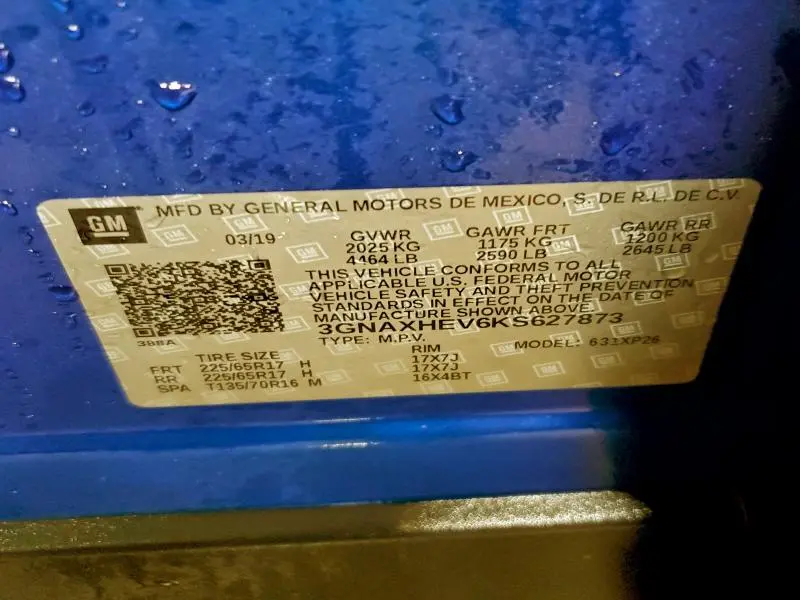 GM MFD BY GENERAL MOTORS DE MEXICO, S. DE R.L. DE C.V.
03/19 GVWR GAWR FRT GAWR RR
2025 KG 1175 KG 1200 KG
4464 LB 2590 LB 2645 LB
THIS VEHICLE CONFORMS TO ALL
APPLICABLE U.S. FEDERAL MOTOR
VEHICLE SAFETY AND THEFT PREVENTION
STANDARDS IN EFFECT ON THE DATE OF
MANUFACTURE SHOWN ABOVE.
3GNAXHEV6KS627873
398A TYPE: M.P.V. MODEL: 631XP26
TIRE SIZE RIM
FRT 225/65R17 H 17X7J
RR 225/65R17 H 17X7J
SPA T135/70R16 M 16X4BT